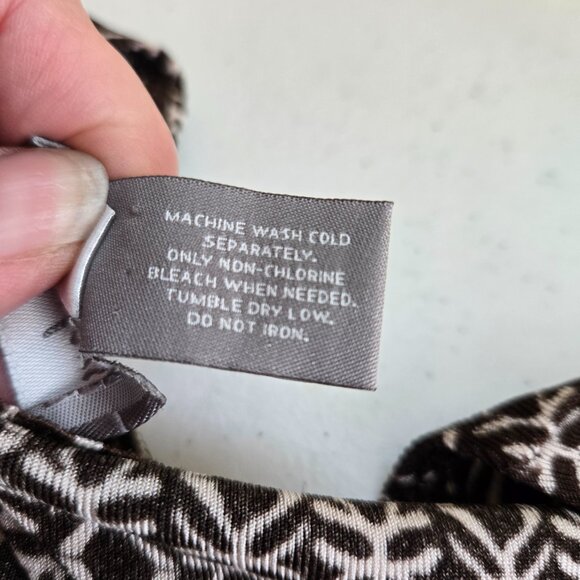 MACHINE WASH COLD
SEPARATELY.
ONLY NON-CHLORINE
BLEACH WHEN NEEDED.
TUMBLE DRY LOW.
DO NOT IRON.